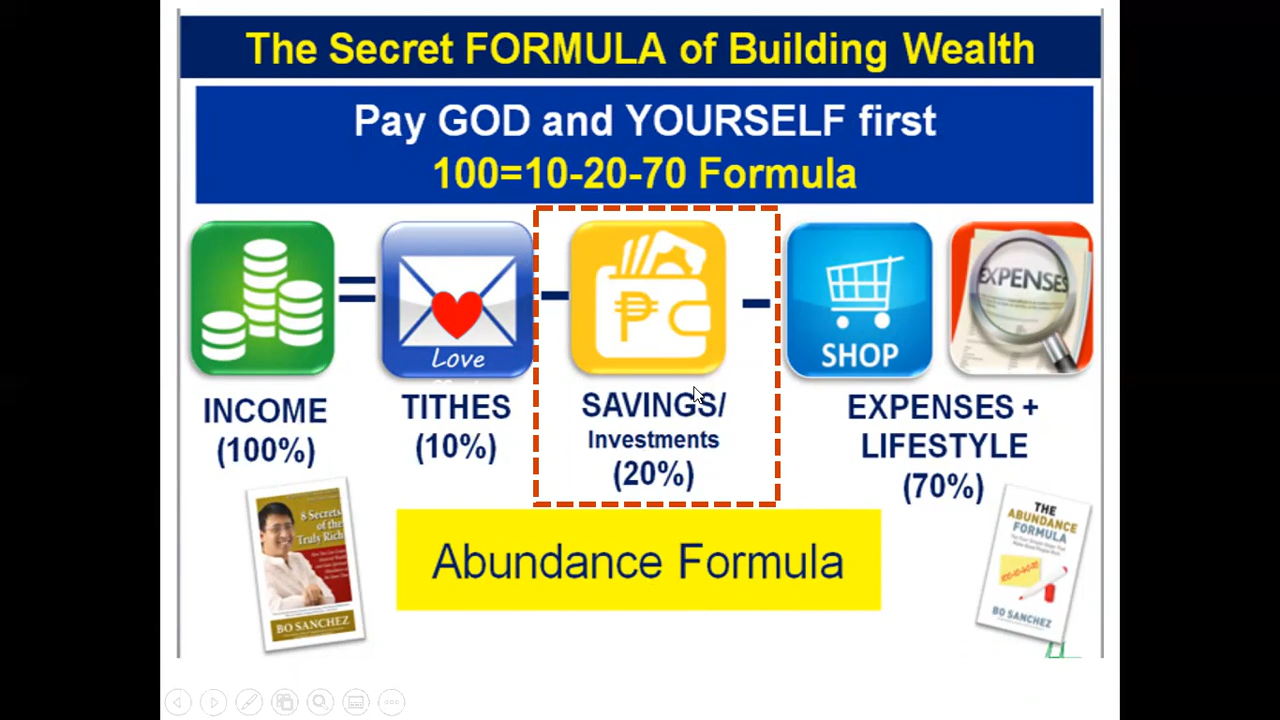 The Secret FORMULA of Building Wealth
Pay GOD and YOURSELF first
100=10-20-70 Formula
=
-
-
₱
Love
SHOP
EXPENSES
INCOME
(100%)
TITHES
(10%)
SAVINGS/
Investments
(20%)
EXPENSES +
LIFESTYLE
(70%)
8 Secrets
of the
Truly Rich
BO SANCHEZ
Abundance Formula
THE
ABUNDANCE
FORMULA
BO SANCHEZ